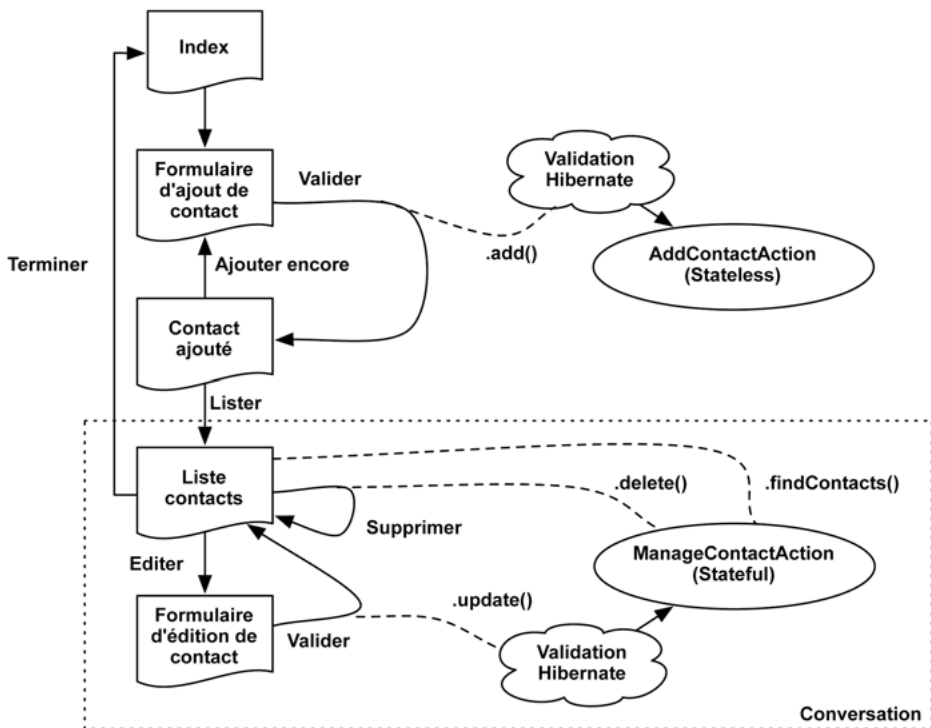 Index
Formulaire
d'ajout de
contact
Valider
Validation
Hibernate
.add()
AddContactAction
(Stateless)
Terminer
Ajouter encore
Contact
ajouté
Lister
Liste
contacts
.delete()
.findContacts()
Supprimer
ManageContactAction
(Stateful)
Editer
.update()
Formulaire
d'édition de
contact
Valider
Validation
Hibernate
Conversation